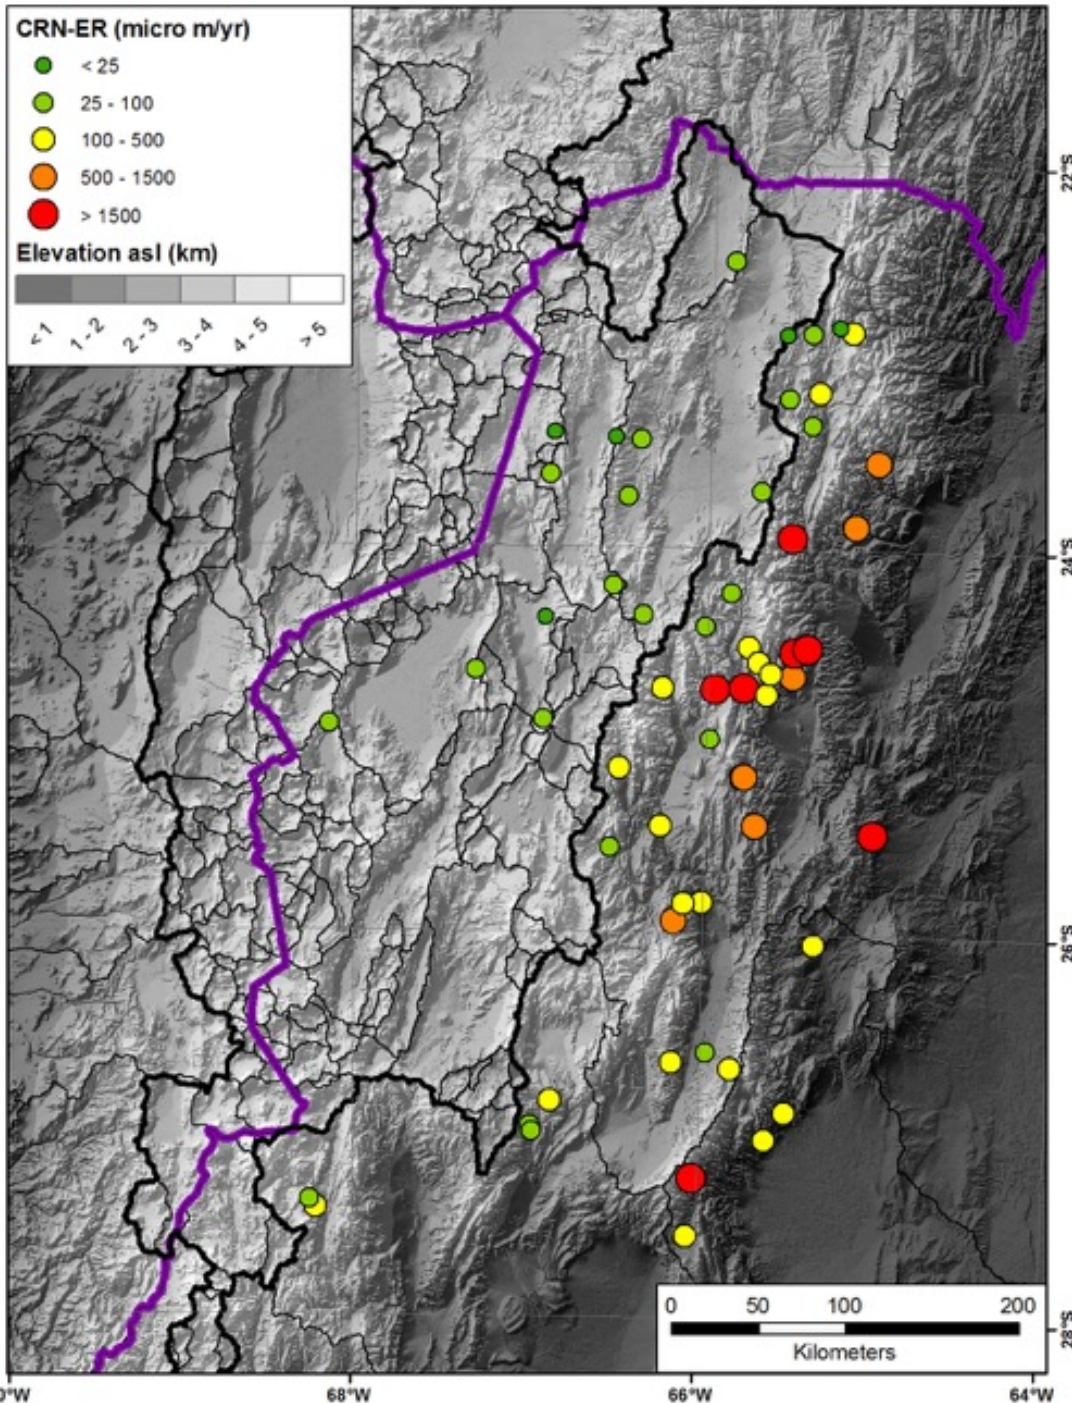 CRN-ER (micro m/yr)
< 25
25 - 100
100 - 500
500 - 1500
> 1500
Elevation asl (km)
< 1
1 - 2
2 - 3
3 - 4
4 - 5
> 5
22°S
24°S
26°S
28°S
0 50 100 200
Kilometers
0°W 68°W 66°W 64°W